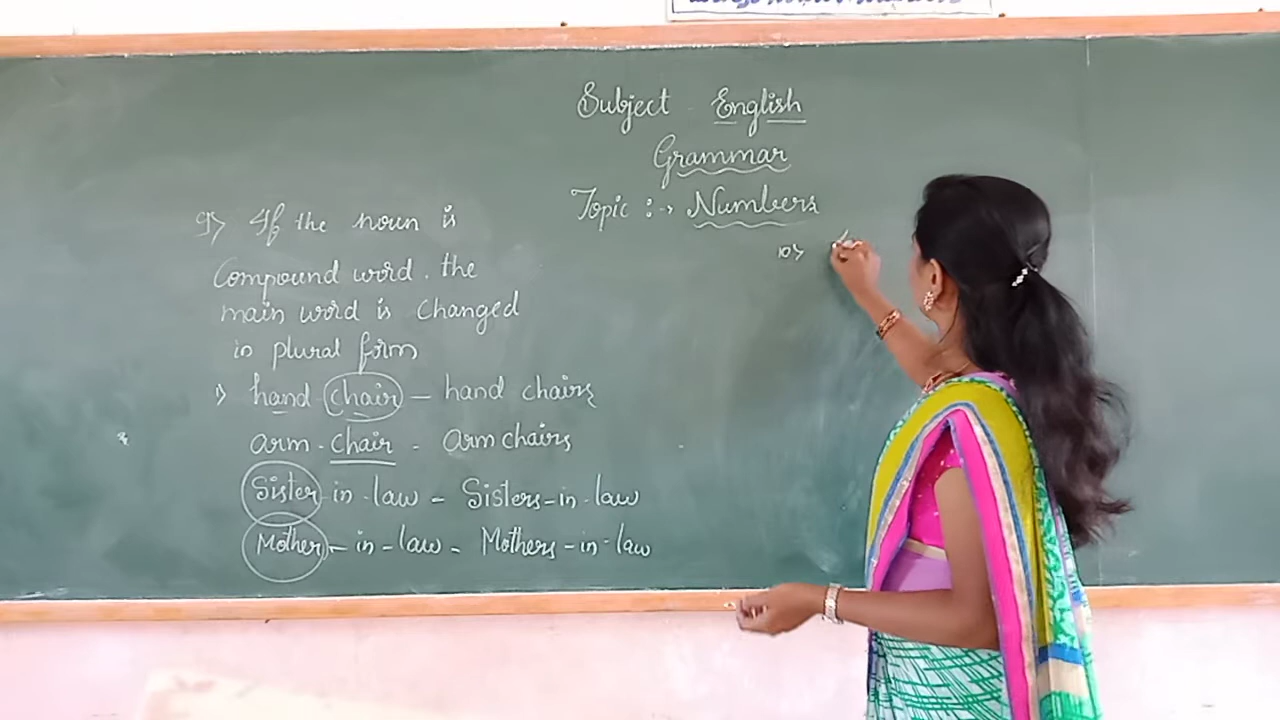 Subject - English
Grammar
Topic :→ Numbers
9> If the noun is
Compound word. the
main word is changed
in plural form
1> hand chair - hand chairs
arm - chair - arm chairs
Sister - in - law - Sisters - in - law
Mother - in - law - Mothers - in - law
10>